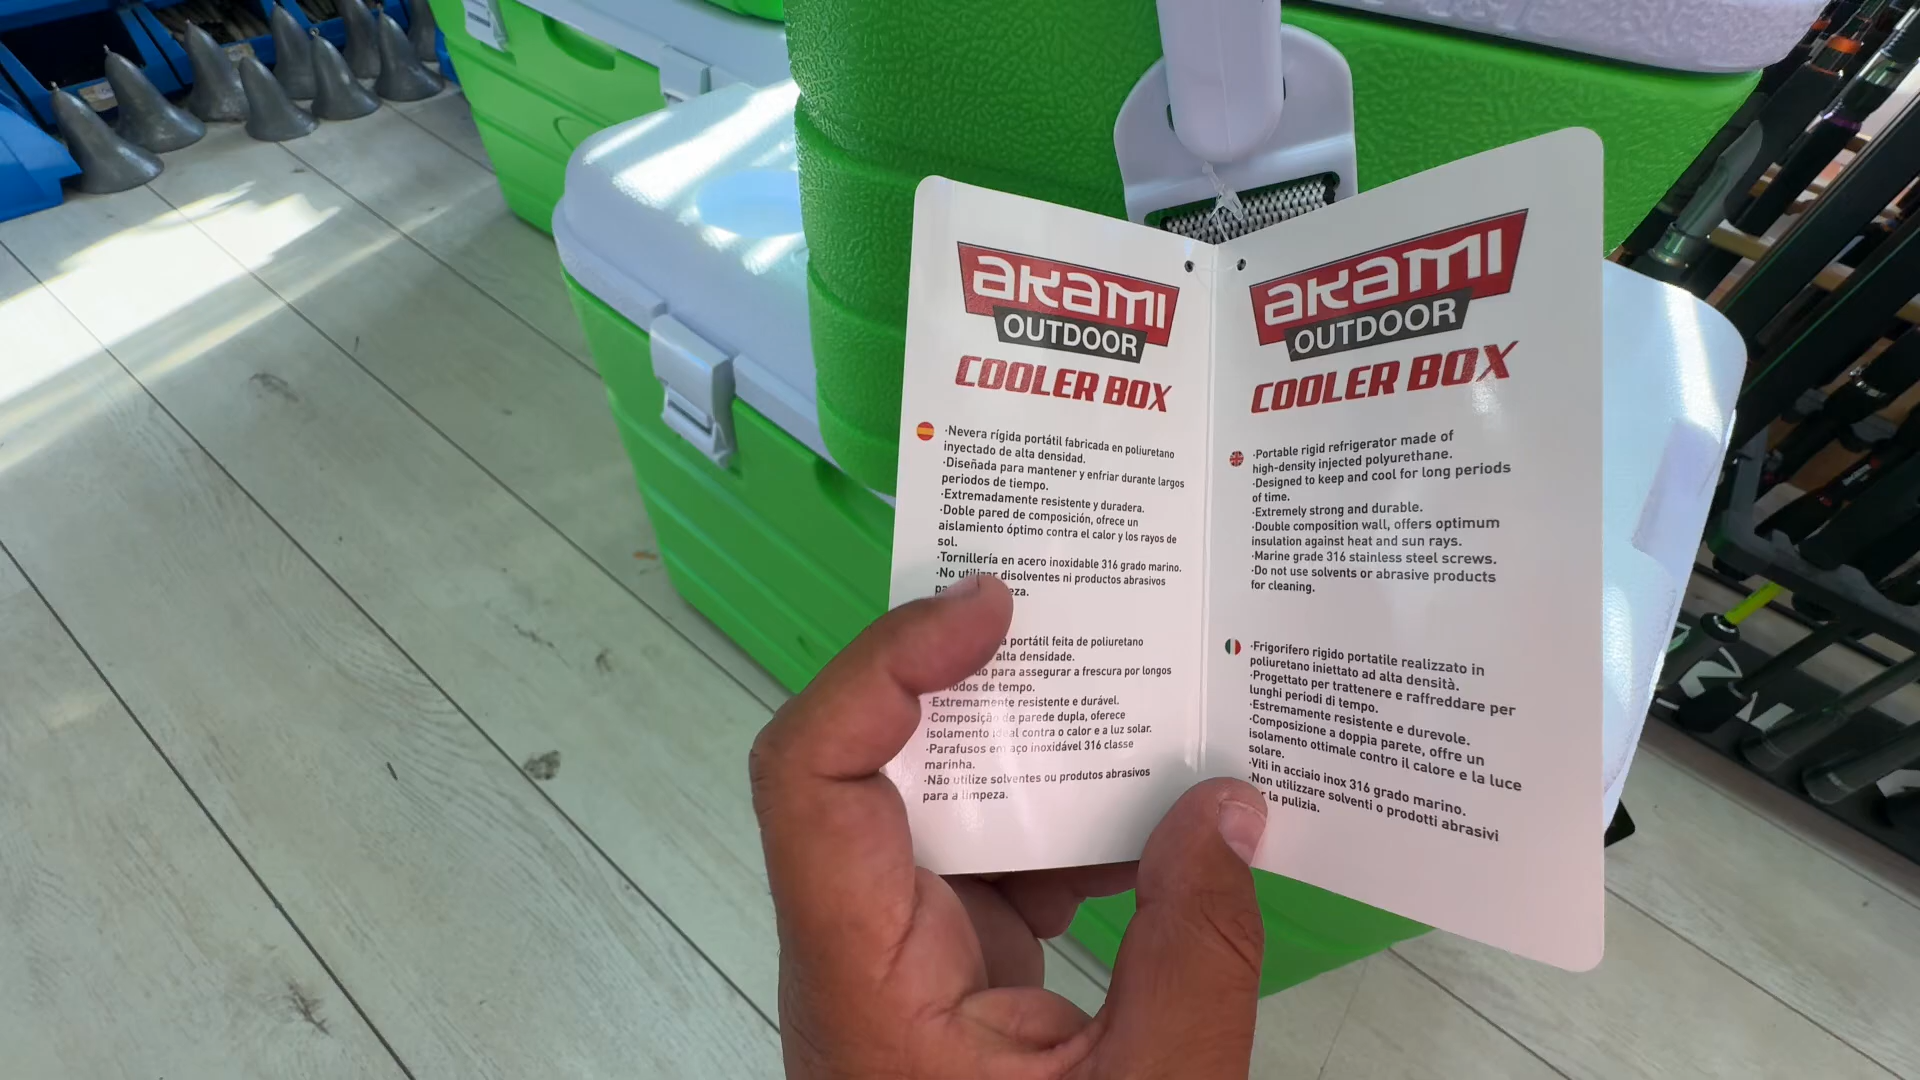 AKAMI
OUTDOOR
COOLER BOX
·Nevera rígida portátil fabricada en poliuretano
inyectado de alta densidad.
·Diseñada para mantener y enfriar durante largos
periodos de tiempo.
·Extremadamente resistente y duradera.
·Doble pared de composición, ofrece un
aislamiento óptimo contra el calor y los rayos de
sol.
·Tornillería en acero inoxidable 316 grado marino.
·No utilizar disolventes ni productos abrasivos
portátil feita de poliuretano
alta densidade.
para assegurar a frescura por longos
de tempo.
·Extremamente resistente e durável.
·Composição de parede dupla, oferece
isolamento ideal contra o calor e a luz solar.
·Parafusos em aço inoxidável 316 classe
marinha.
·Não utilize solventes ou produtos abrasivos
para a limpeza.
AKAMI
OUTDOOR
COOLER BOX
·Portable rigid refrigerator made of
high-density injected polyurethane.
·Designed to keep and cool for long periods
of time.
·Extremely strong and durable.
·Double composition wall, offers optimum
insulation against heat and sun rays.
·Marine grade 316 stainless steel screws.
·Do not use solvents or abrasive products
for cleaning.
·Frigorifero rigido portatile realizzato in
poliuretano iniettato ad alta densità.
·Progettato per trattenere e raffreddare per
lunghi periodi di tempo.
·Estremamente resistente e durevole.
·Composizione a doppia parete, offre un
isolamento ottimale contro il calore e la luce
solare.
·Viti in acciaio inox 316 grado marino.
·Non utilizzare solventi o prodotti abrasivi
la pulizia.